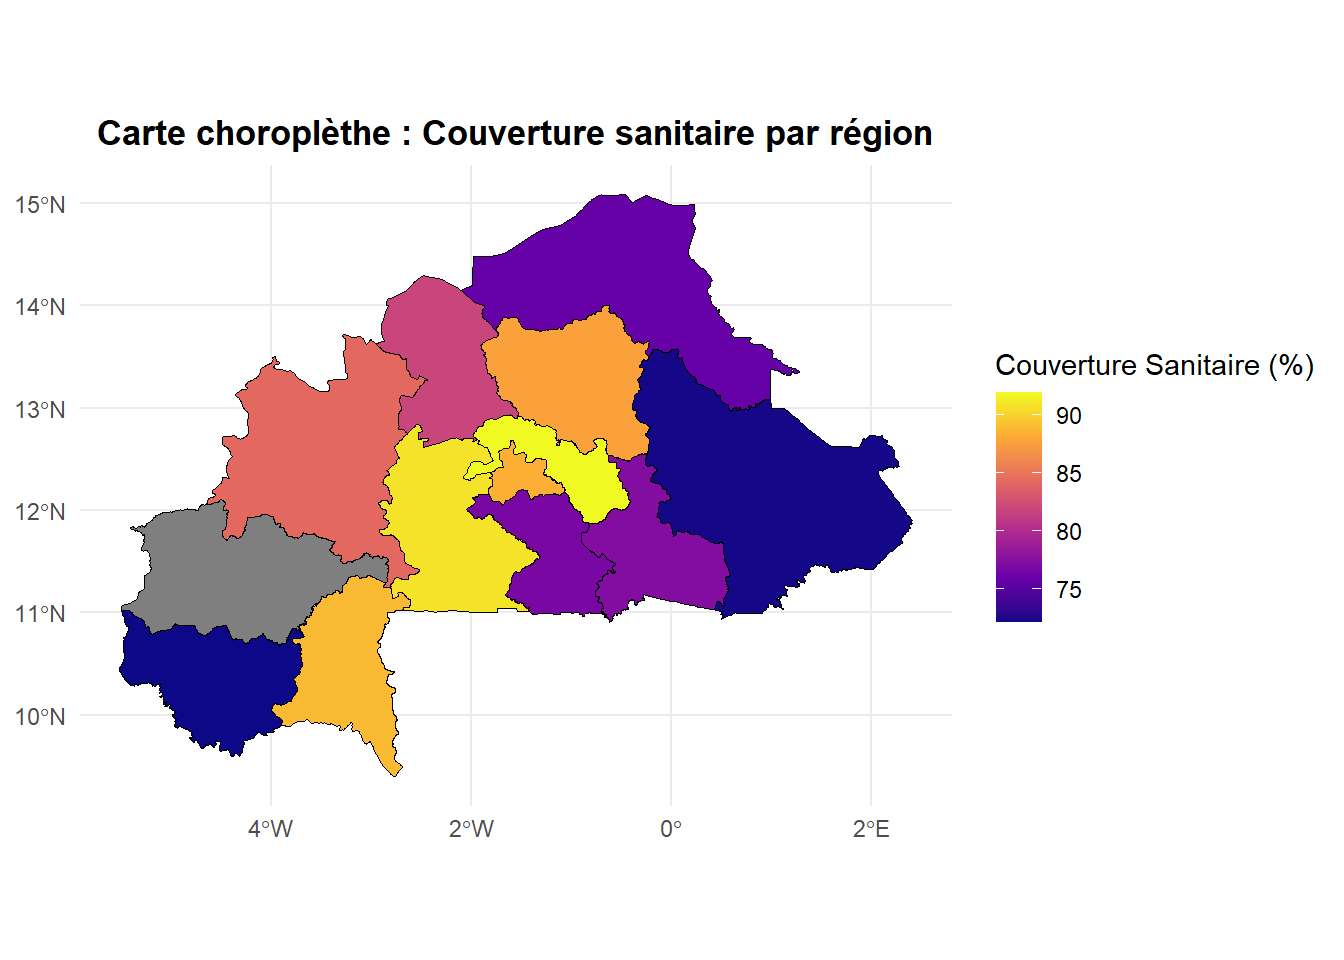 Carte choroplèthe : Couverture sanitaire par région
15°N
14°N
13°N
12°N
11°N
10°N
4°W
2°W
0°
2°E
Couverture Sanitaire (%)
90
85
80
75